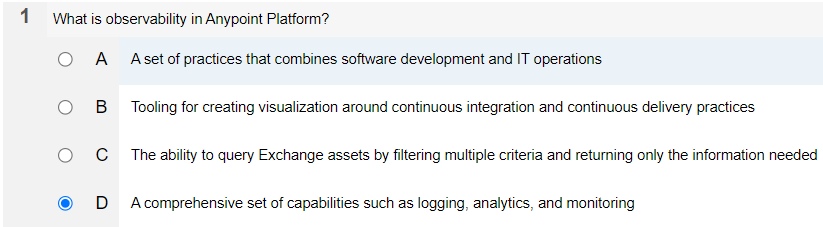 1 What is observability in Anypoint Platform?
A A set of practices that combines software development and IT operations
B Tooling for creating visualization around continuous integration and continuous delivery practices
C The ability to query Exchange assets by filtering multiple criteria and returning only the information needed
D A comprehensive set of capabilities such as logging, analytics, and monitoring